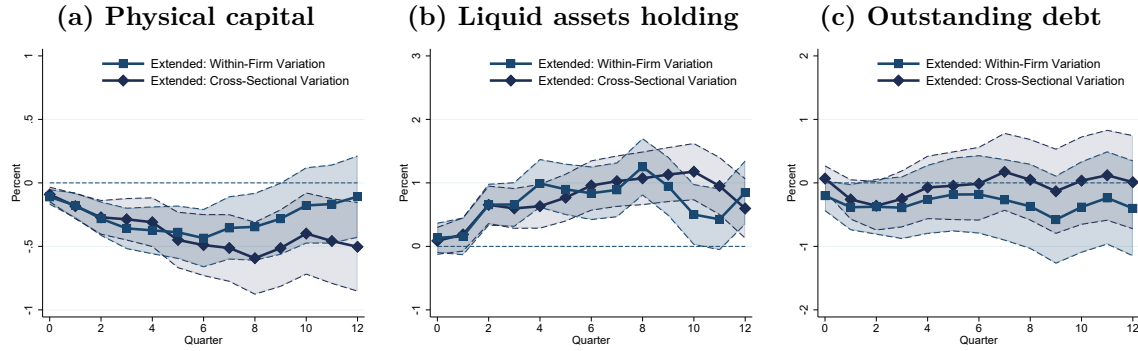 (a) Physical capital
Extended: Within-Firm Variation
Extended: Cross-Sectional Variation
Percent
1
.5
0
-.5
-1
0 2 4 6 8 10 12
Quarter
(b) Liquid assets holding
Extended: Within-Firm Variation
Extended: Cross-Sectional Variation
Percent
3
2
1
0
-1
0 2 4 6 8 10 12
Quarter
(c) Outstanding debt
Extended: Within-Firm Variation
Extended: Cross-Sectional Variation
Percent
2
1
0
-1
-2
0 2 4 6 8 10 12
Quarter